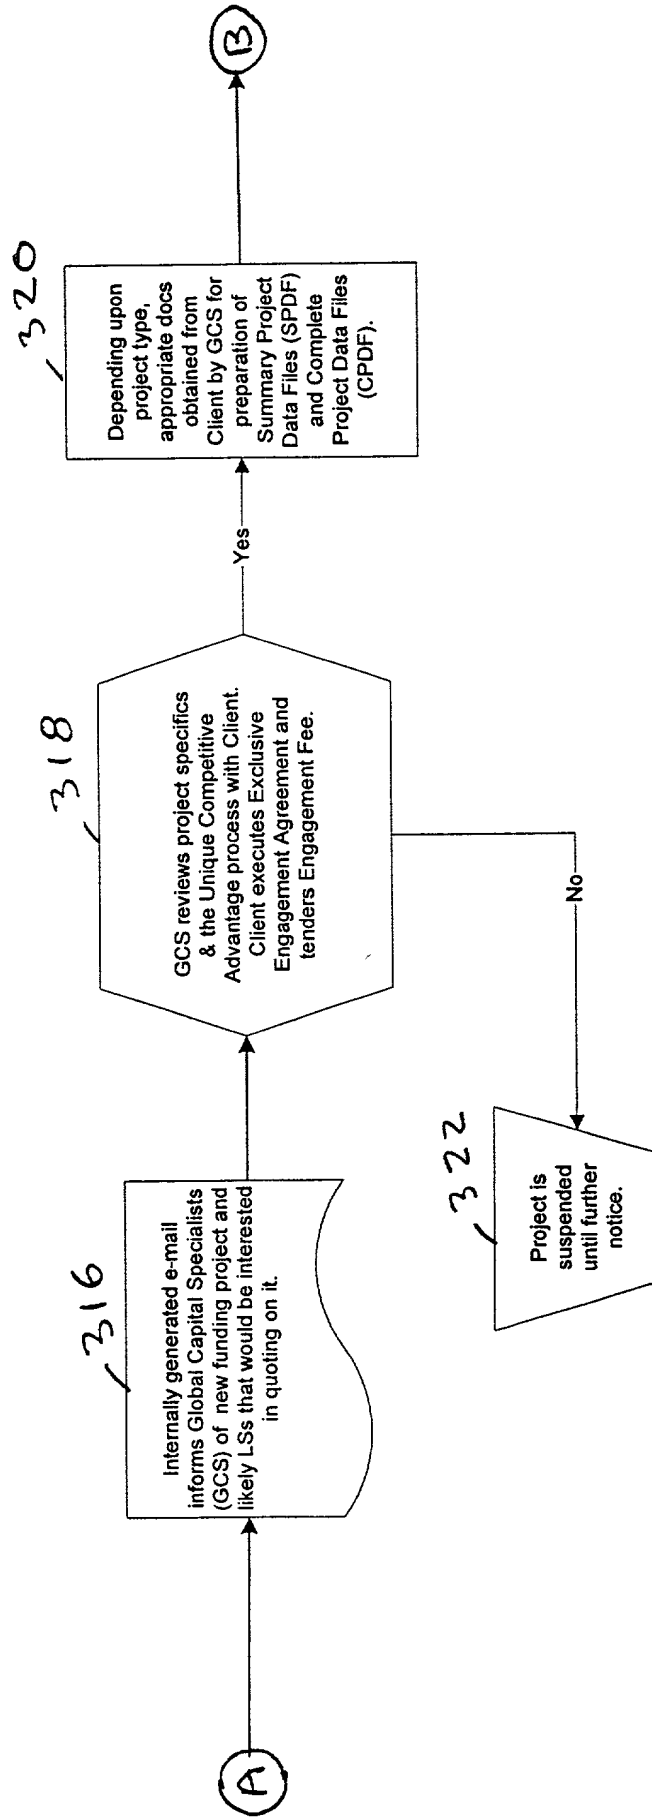 A
316
Internally generated e-mail
informs Global Capital Specialists
(GCS) of new funding project and
likely LSs that would be interested
in quoting on it.
318
GCS reviews project specifics
& the Unique Competitive
Advantage process with Client.
Client executes Exclusive
Engagement Agreement and
tenders Engagement Fee.
Yes
320
Depending upon
project type,
appropriate docs
obtained from
Client by GCS for
preparation of
Summary Project
Data Files (SPDF)
and Complete
Project Data Files
(CPDF).
B
No
322
Project is
suspended
until further
notice.